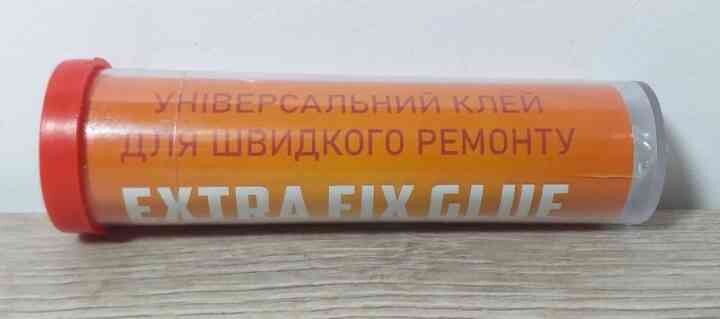 УНІВЕРСАЛЬНИЙ КЛЕЙ
ДЛЯ ШВИДКОГО РЕМОНТУ
EXTRA FIX GLUE